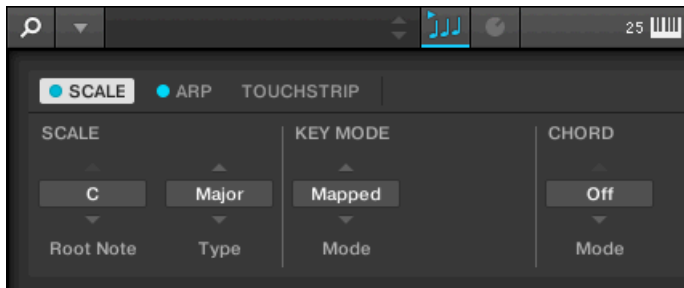 25
SCALE ARP TOUCHSTRIP
SCALE KEY MODE CHORD
C Major Mapped Off
Root Note Type Mode Mode